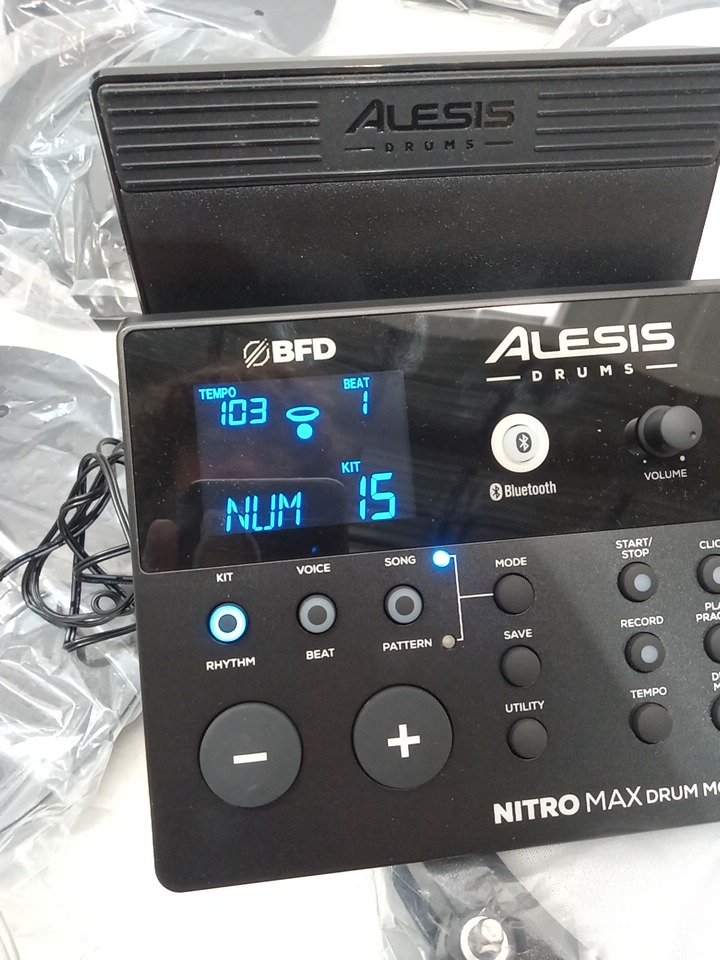 ALESIS
DRUMS
BFD
ALESIS
DRUMS
TEMPO
103
BEAT
1
KIT
NUM 15
Bluetooth
VOLUME
KIT
VOICE
SONG
MODE
START/
STOP
RHYTHM
BEAT
PATTERN
SAVE
RECORD
UTILITY
TEMPO
- +
NITRO MAX DRUM